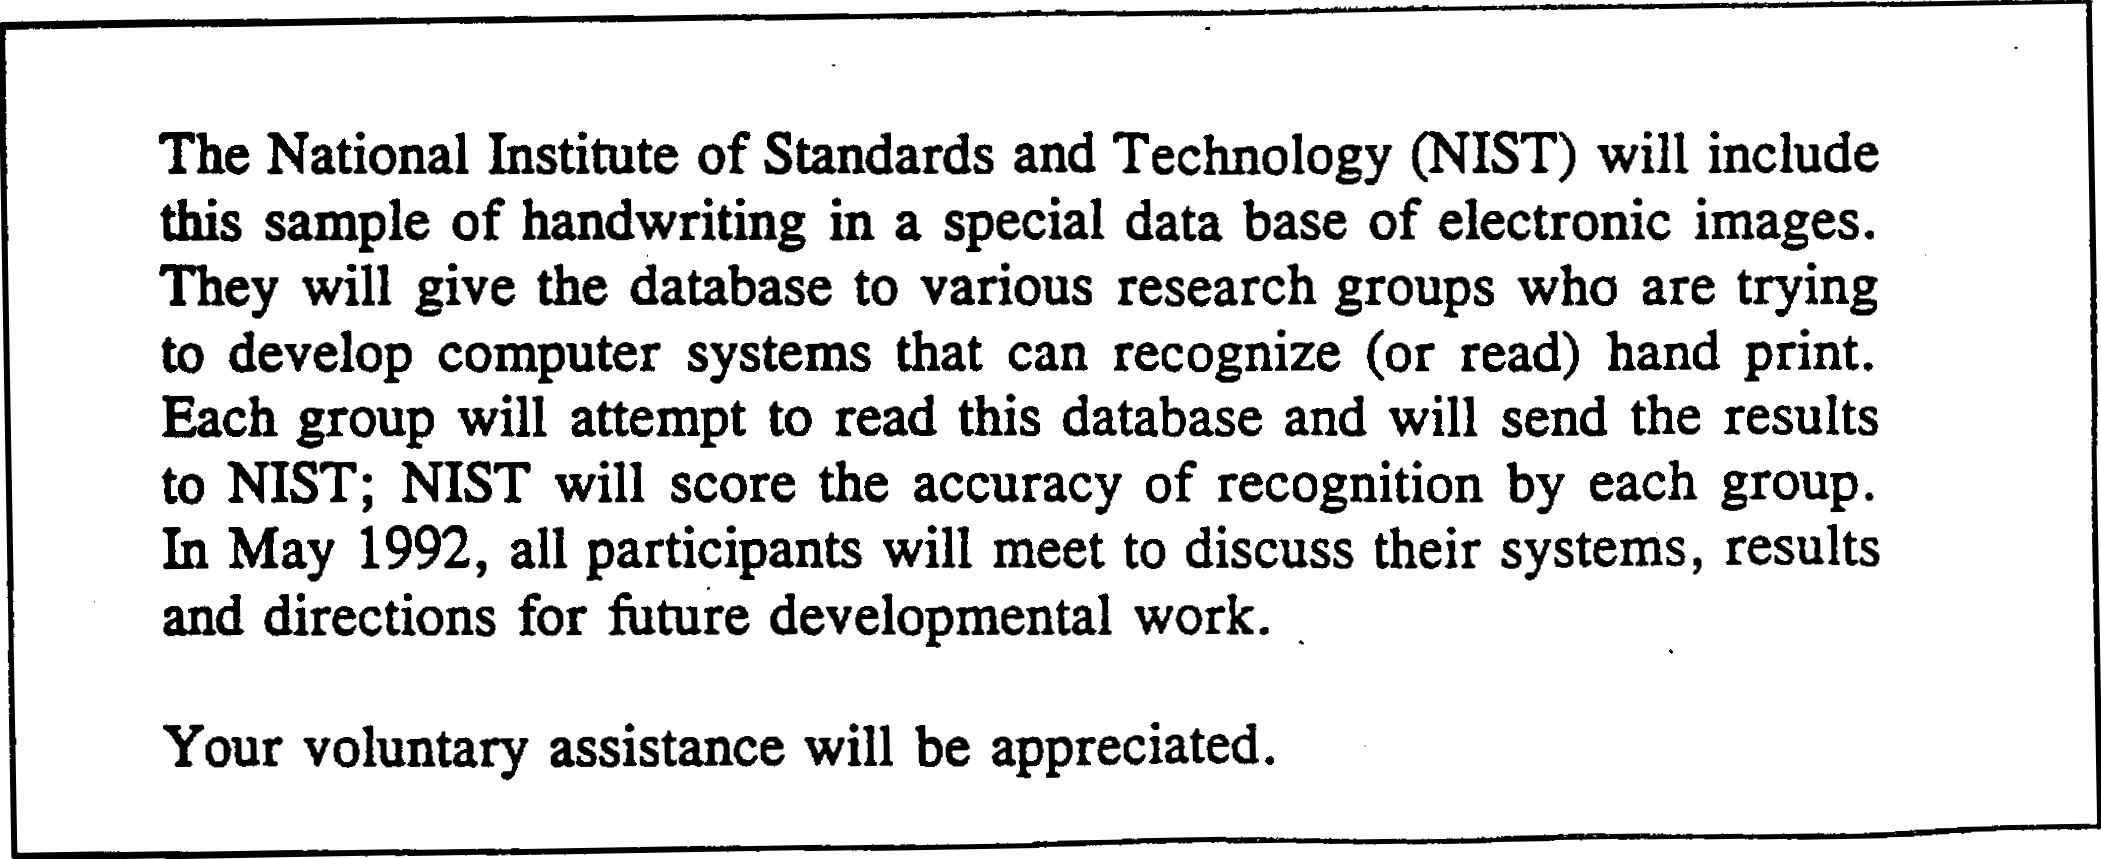 The National Institute of Standards and Technology (NIST) will include
this sample of handwriting in a special data base of electronic images.
They will give the database to various research groups who are trying
to develop computer systems that can recognize (or read) hand print.
Each group will attempt to read this database and will send the results
to NIST; NIST will score the accuracy of recognition by each group.
In May 1992, all participants will meet to discuss their systems, results
and directions for future developmental work.
Your voluntary assistance will be appreciated.